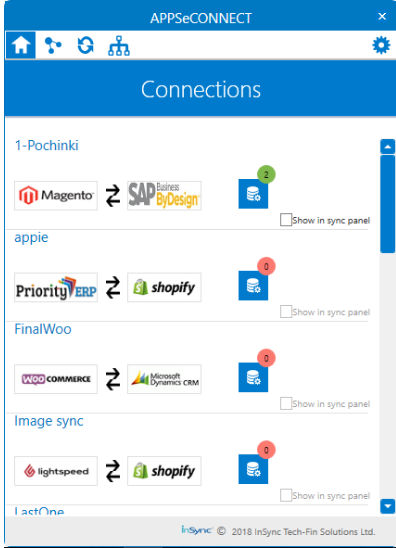 APPSeCONNECT ×
Connections
1-Pochinki
2
Magento SAP Business ByDesign
Show in sync panel
appie
0
Priority ERP shopify
Show in sync panel
FinalWoo
0
WOO COMMERCE Microsoft Dynamics CRM
Show in sync panel
Image sync
0
lightspeed shopify
Show in sync panel
LastOne
InSync © 2018 InSync Tech-Fin Solutions Ltd.